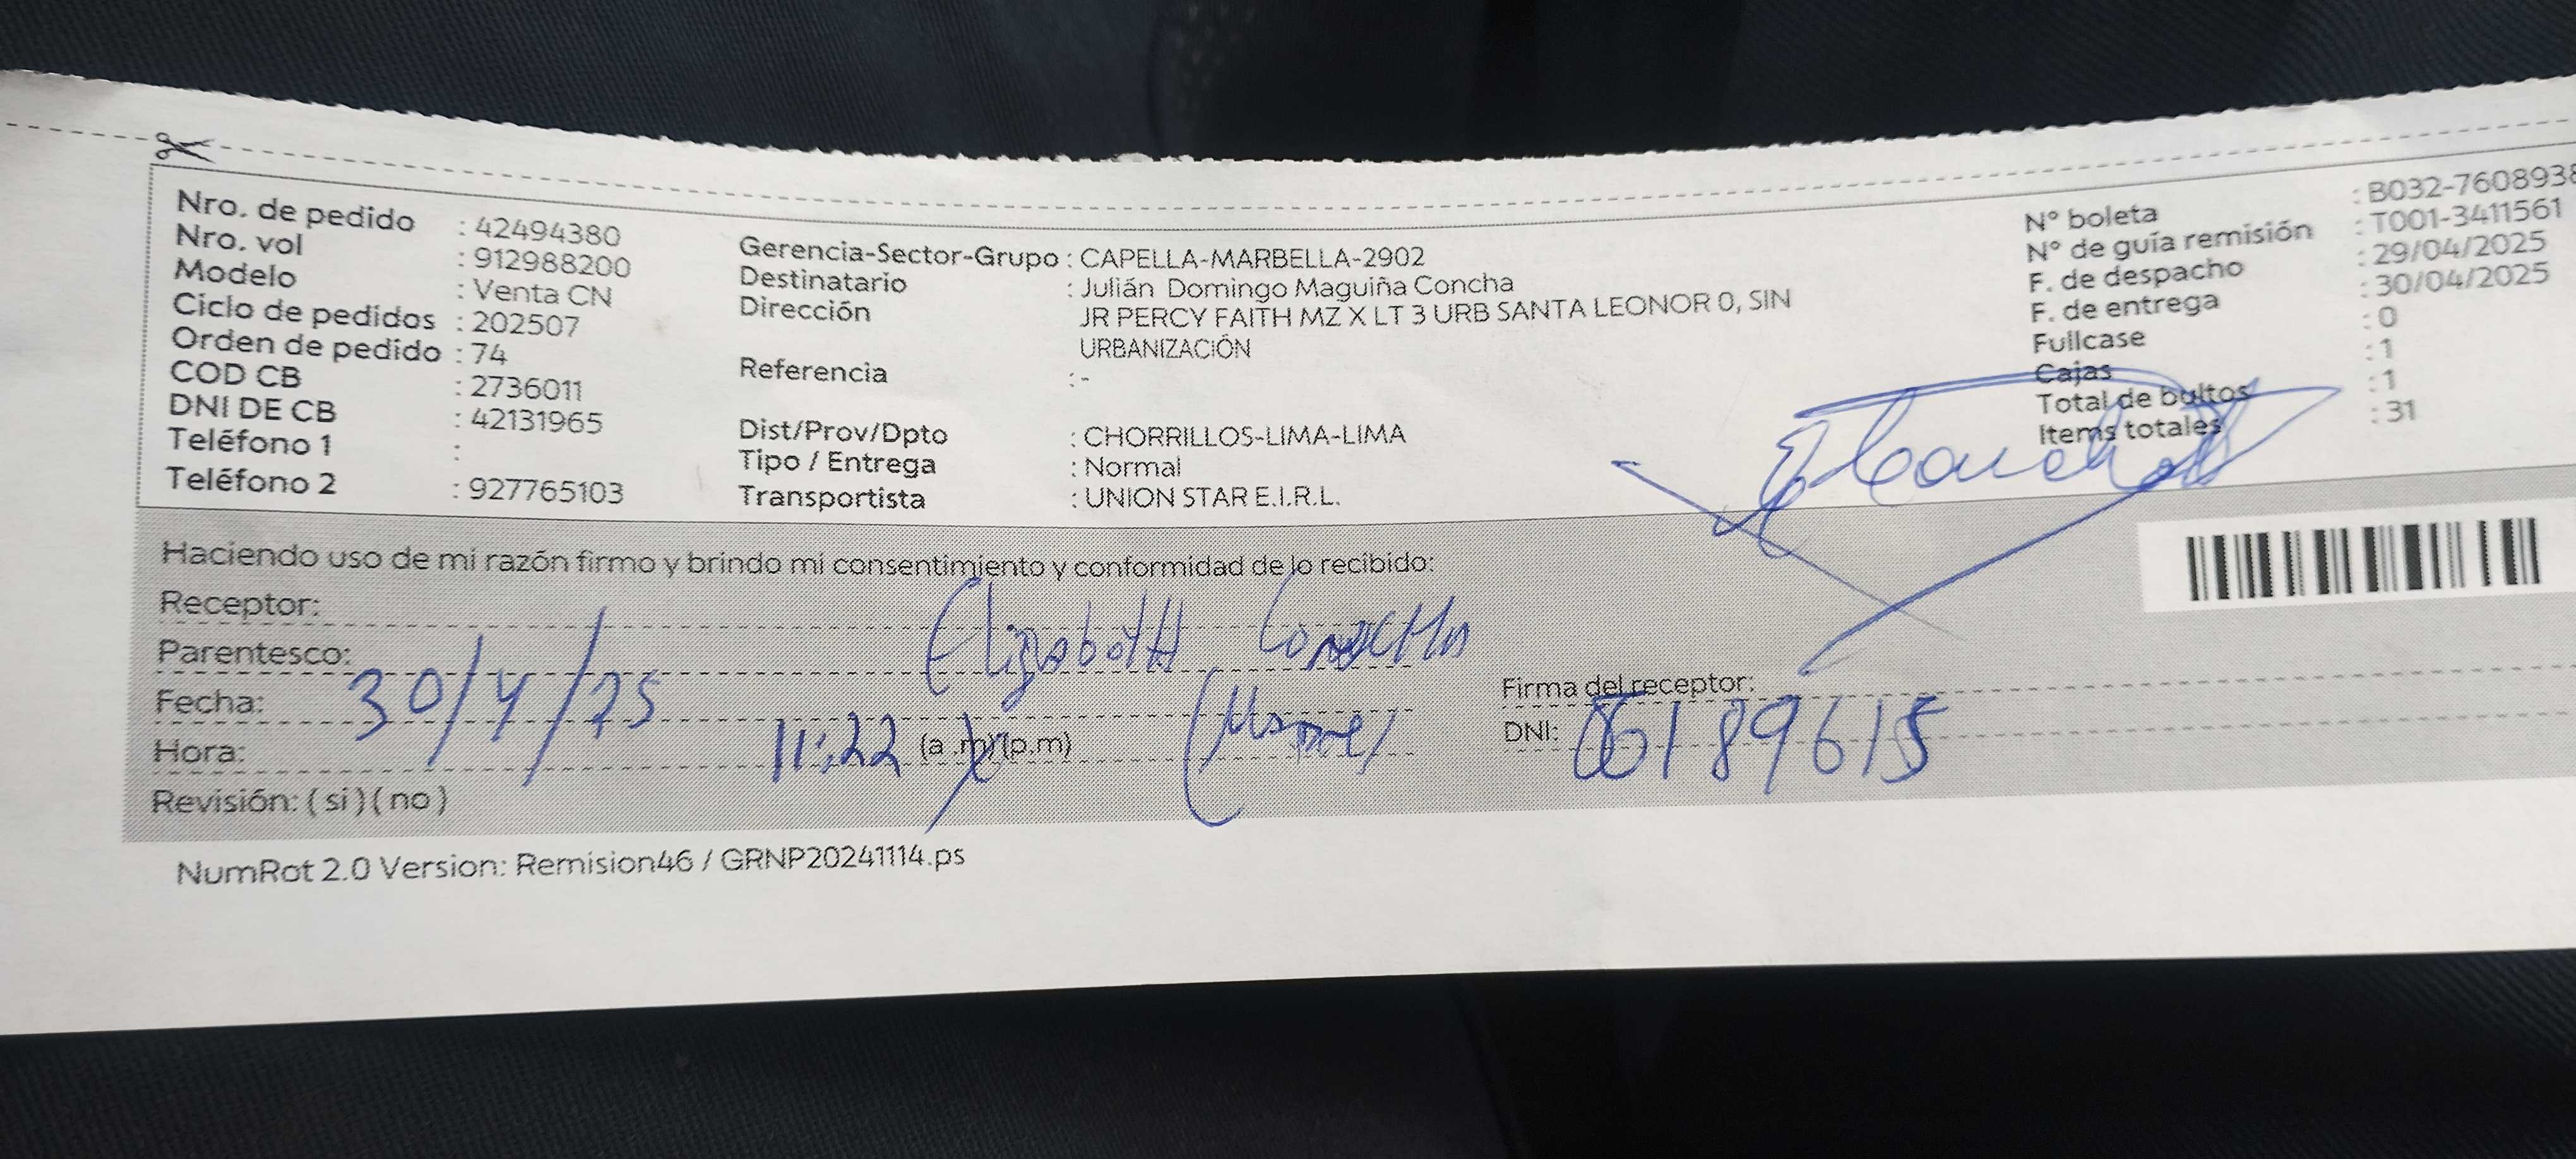 Nro. de pedido : 42494380
Nro. vol : 912988200
Modelo : Venta CN
Ciclo de pedidos : 202507
Orden de pedido : 74
COD CB : 2736011
DNI DE CB : 42131965
Teléfono 1 :
Teléfono 2 : 927765103
Gerencia-Sector-Grupo : CAPELLA-MARBELLA-2902
Destinatario : Julián Domingo Maguiña Concha
Dirección JR PERCY FAITH MZ X LT 3 URB SANTA LEONOR 0, SIN
URBANIZACIÓN
Referencia : -
Dist/Prov/Dpto : CHORRILLOS-LIMA-LIMA
Tipo / Entrega : Normal
Transportista : UNION STAR E.I.R.L.
N° boleta : B032-7608938
N° de guía remisión : T001-3411561
F. de despacho : 29/04/2025
F. de entrega : 30/04/2025
Fullcase : 0
Cajas : 1
Total de bultos : 1
Items totales : 31
Haciendo uso de mi razón firmo y brindo mi consentimiento y conformidad de lo recibido:
Receptor: Elizabeth Concha
Parentesco:
Fecha: 30/4/25
Hora: 11:22 (a .m)(p.m)
Revisión: ( si ) ( no )
Firma del receptor:
DNI: 06189615
NumRot 2.0 Version: Remision46 / GRNP20241114.ps